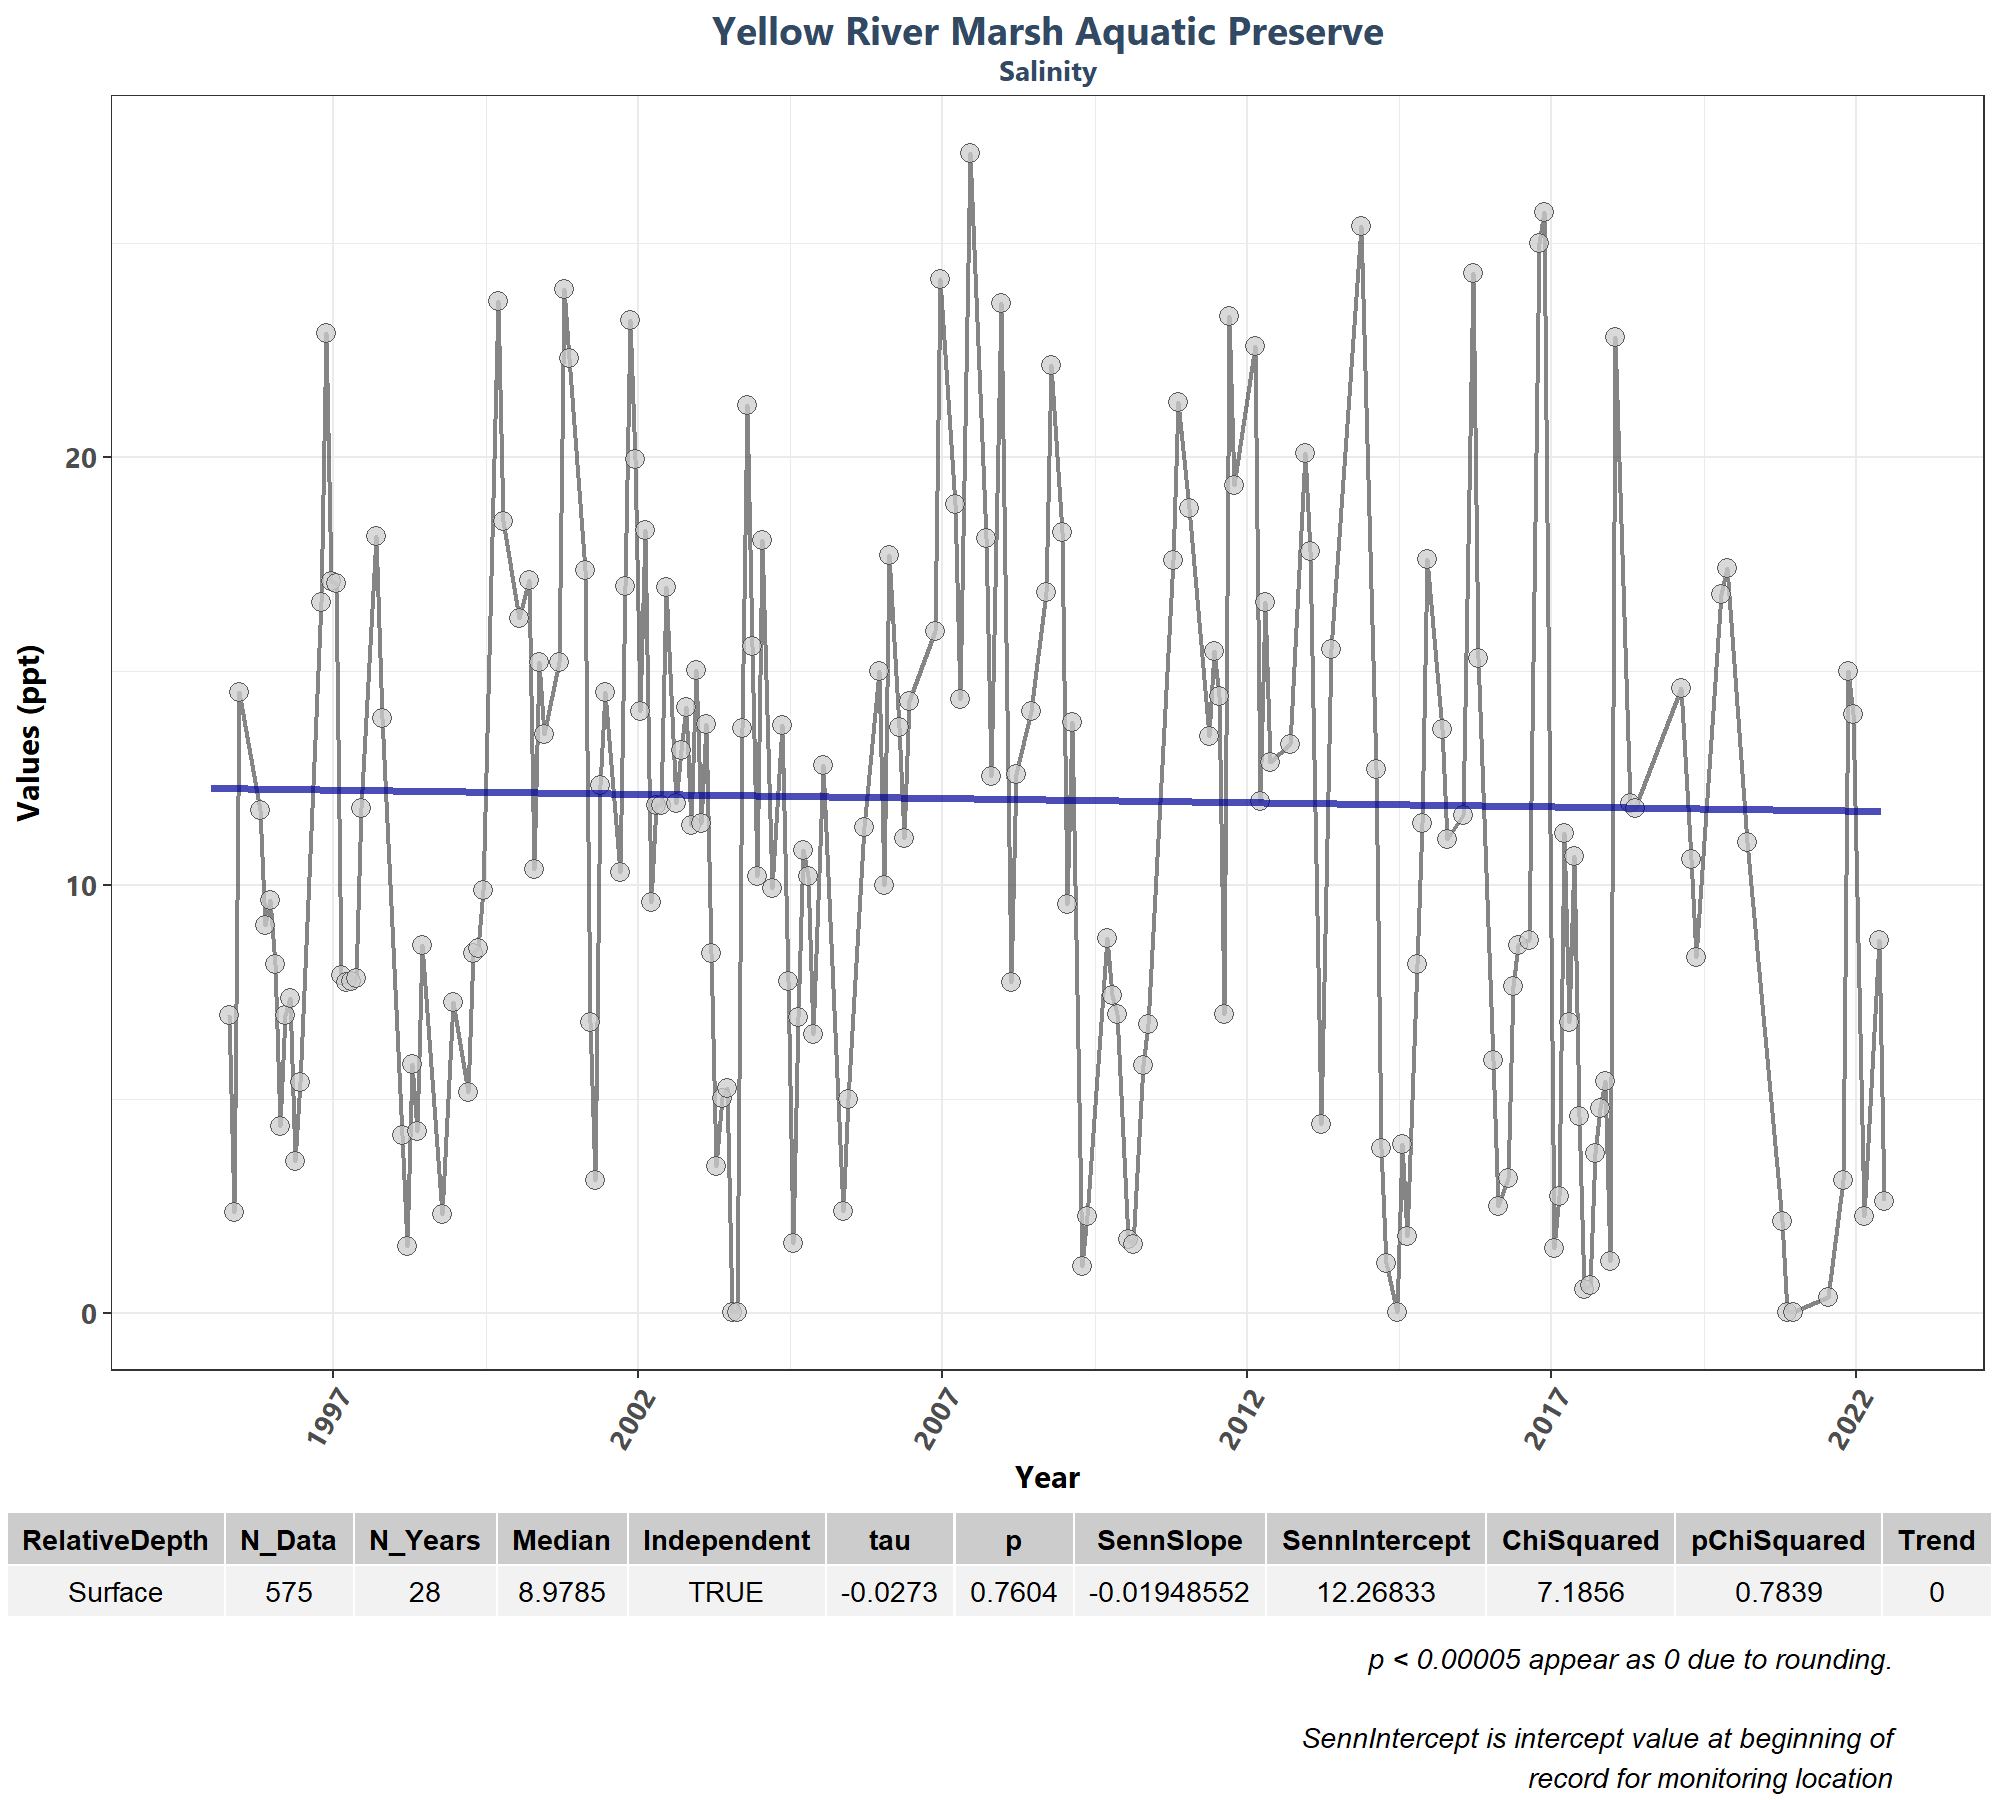 Yellow River Marsh Aquatic Preserve
Salinity
Values (ppt)
20
10
0
1997
2002
2007
2012
2017
2022
Year
RelativeDepth N_Data N_Years Median Independent tau p SennSlope SennIntercept ChiSquared pChiSquared Trend
Surface 575 28 8.9785 TRUE -0.0273 0.7604 -0.01948552 12.26833 7.1856 0.7839 0
p < 0.00005 appear as 0 due to rounding.
SennIntercept is intercept value at beginning of
record for monitoring location